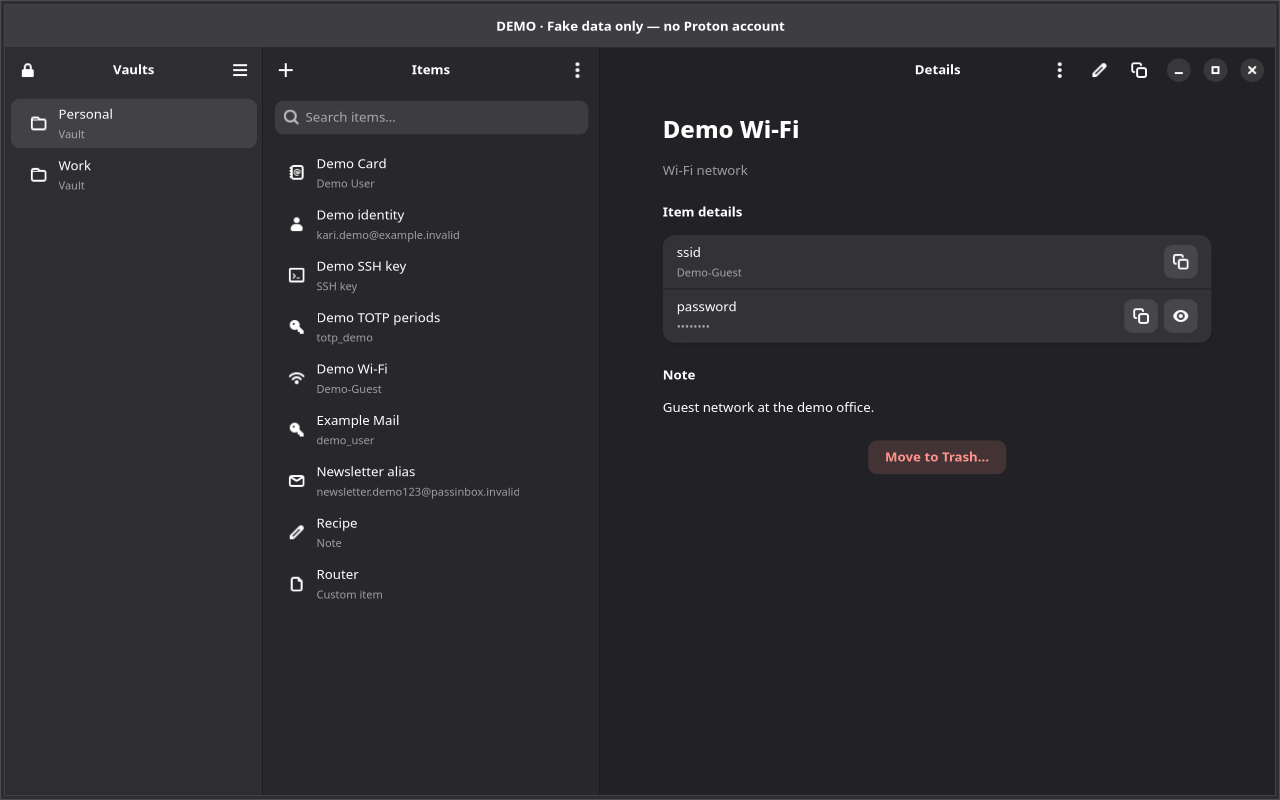 DEMO · Fake data only — no Proton account
Vaults
Personal
Vault
Work
Vault
Items
Search items...
Demo Card
Demo User
Demo identity
kari.demo@example.invalid
Demo SSH key
SSH key
Demo TOTP periods
totp_demo
Demo Wi-Fi
Demo-Guest
Example Mail
demo_user
Newsletter alias
newsletter.demo123@passinbox.invalid
Recipe
Note
Router
Custom item
Details
Demo Wi-Fi
Wi-Fi network
Item details
ssid
Demo-Guest
password
••••••••
Note
Guest network at the demo office.
Move to Trash...